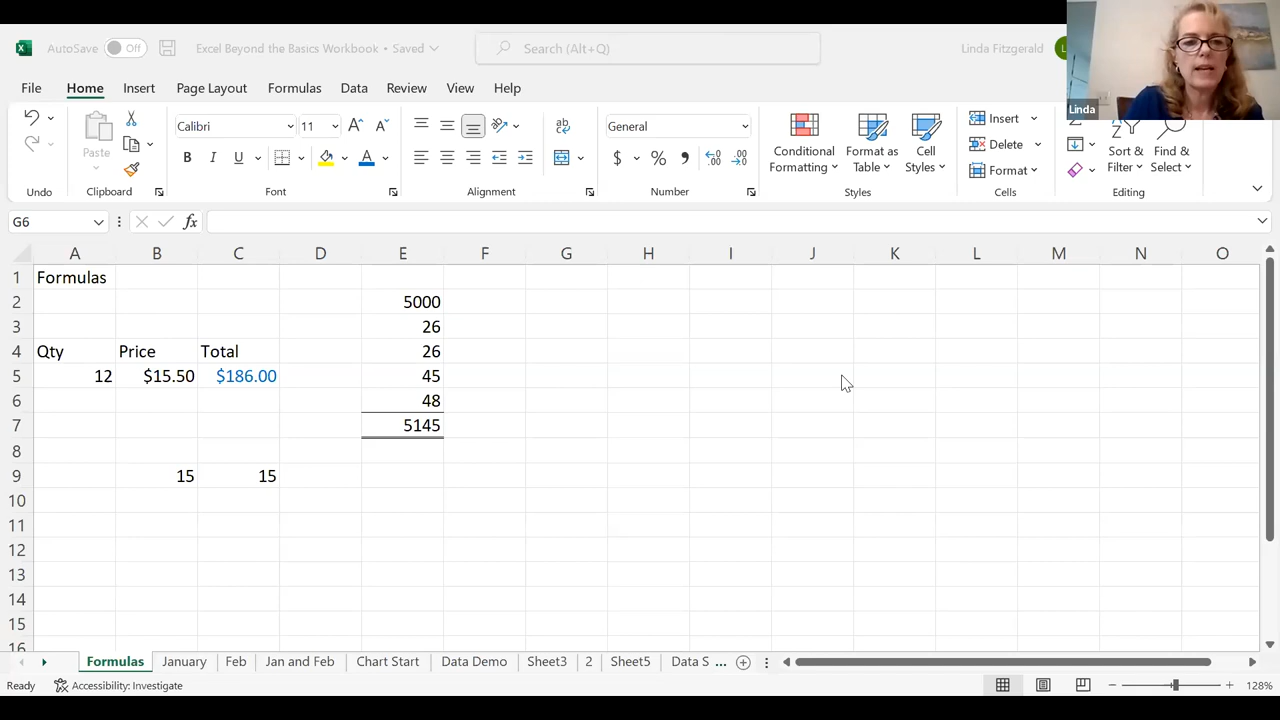 AutoSave Off Excel Beyond the Basics Workbook • Saved Search (Alt+Q) Linda Fitzgerald
Linda
File Home Insert Page Layout Formulas Data Review View Help
Calibri 11 General
Paste B I U $ % Conditional Formatting Format as Table Cell Styles Insert Delete Format Sort & Filter Find & Select
Undo Clipboard Font Alignment Number Styles Cells Editing
G6 fx
A B C D E F G H I J K L M N O
1 Formulas
2 5000
3 26
4 Qty Price Total 26
5 12 $15.50 $186.00 45
6 48
7 5145
8
9 15 15
10
11
12
13
14
15
16
Formulas January Feb Jan and Feb Chart Start Data Demo Sheet3 2 Sheet5 Data S ...
Ready Accessibility: Investigate 128%